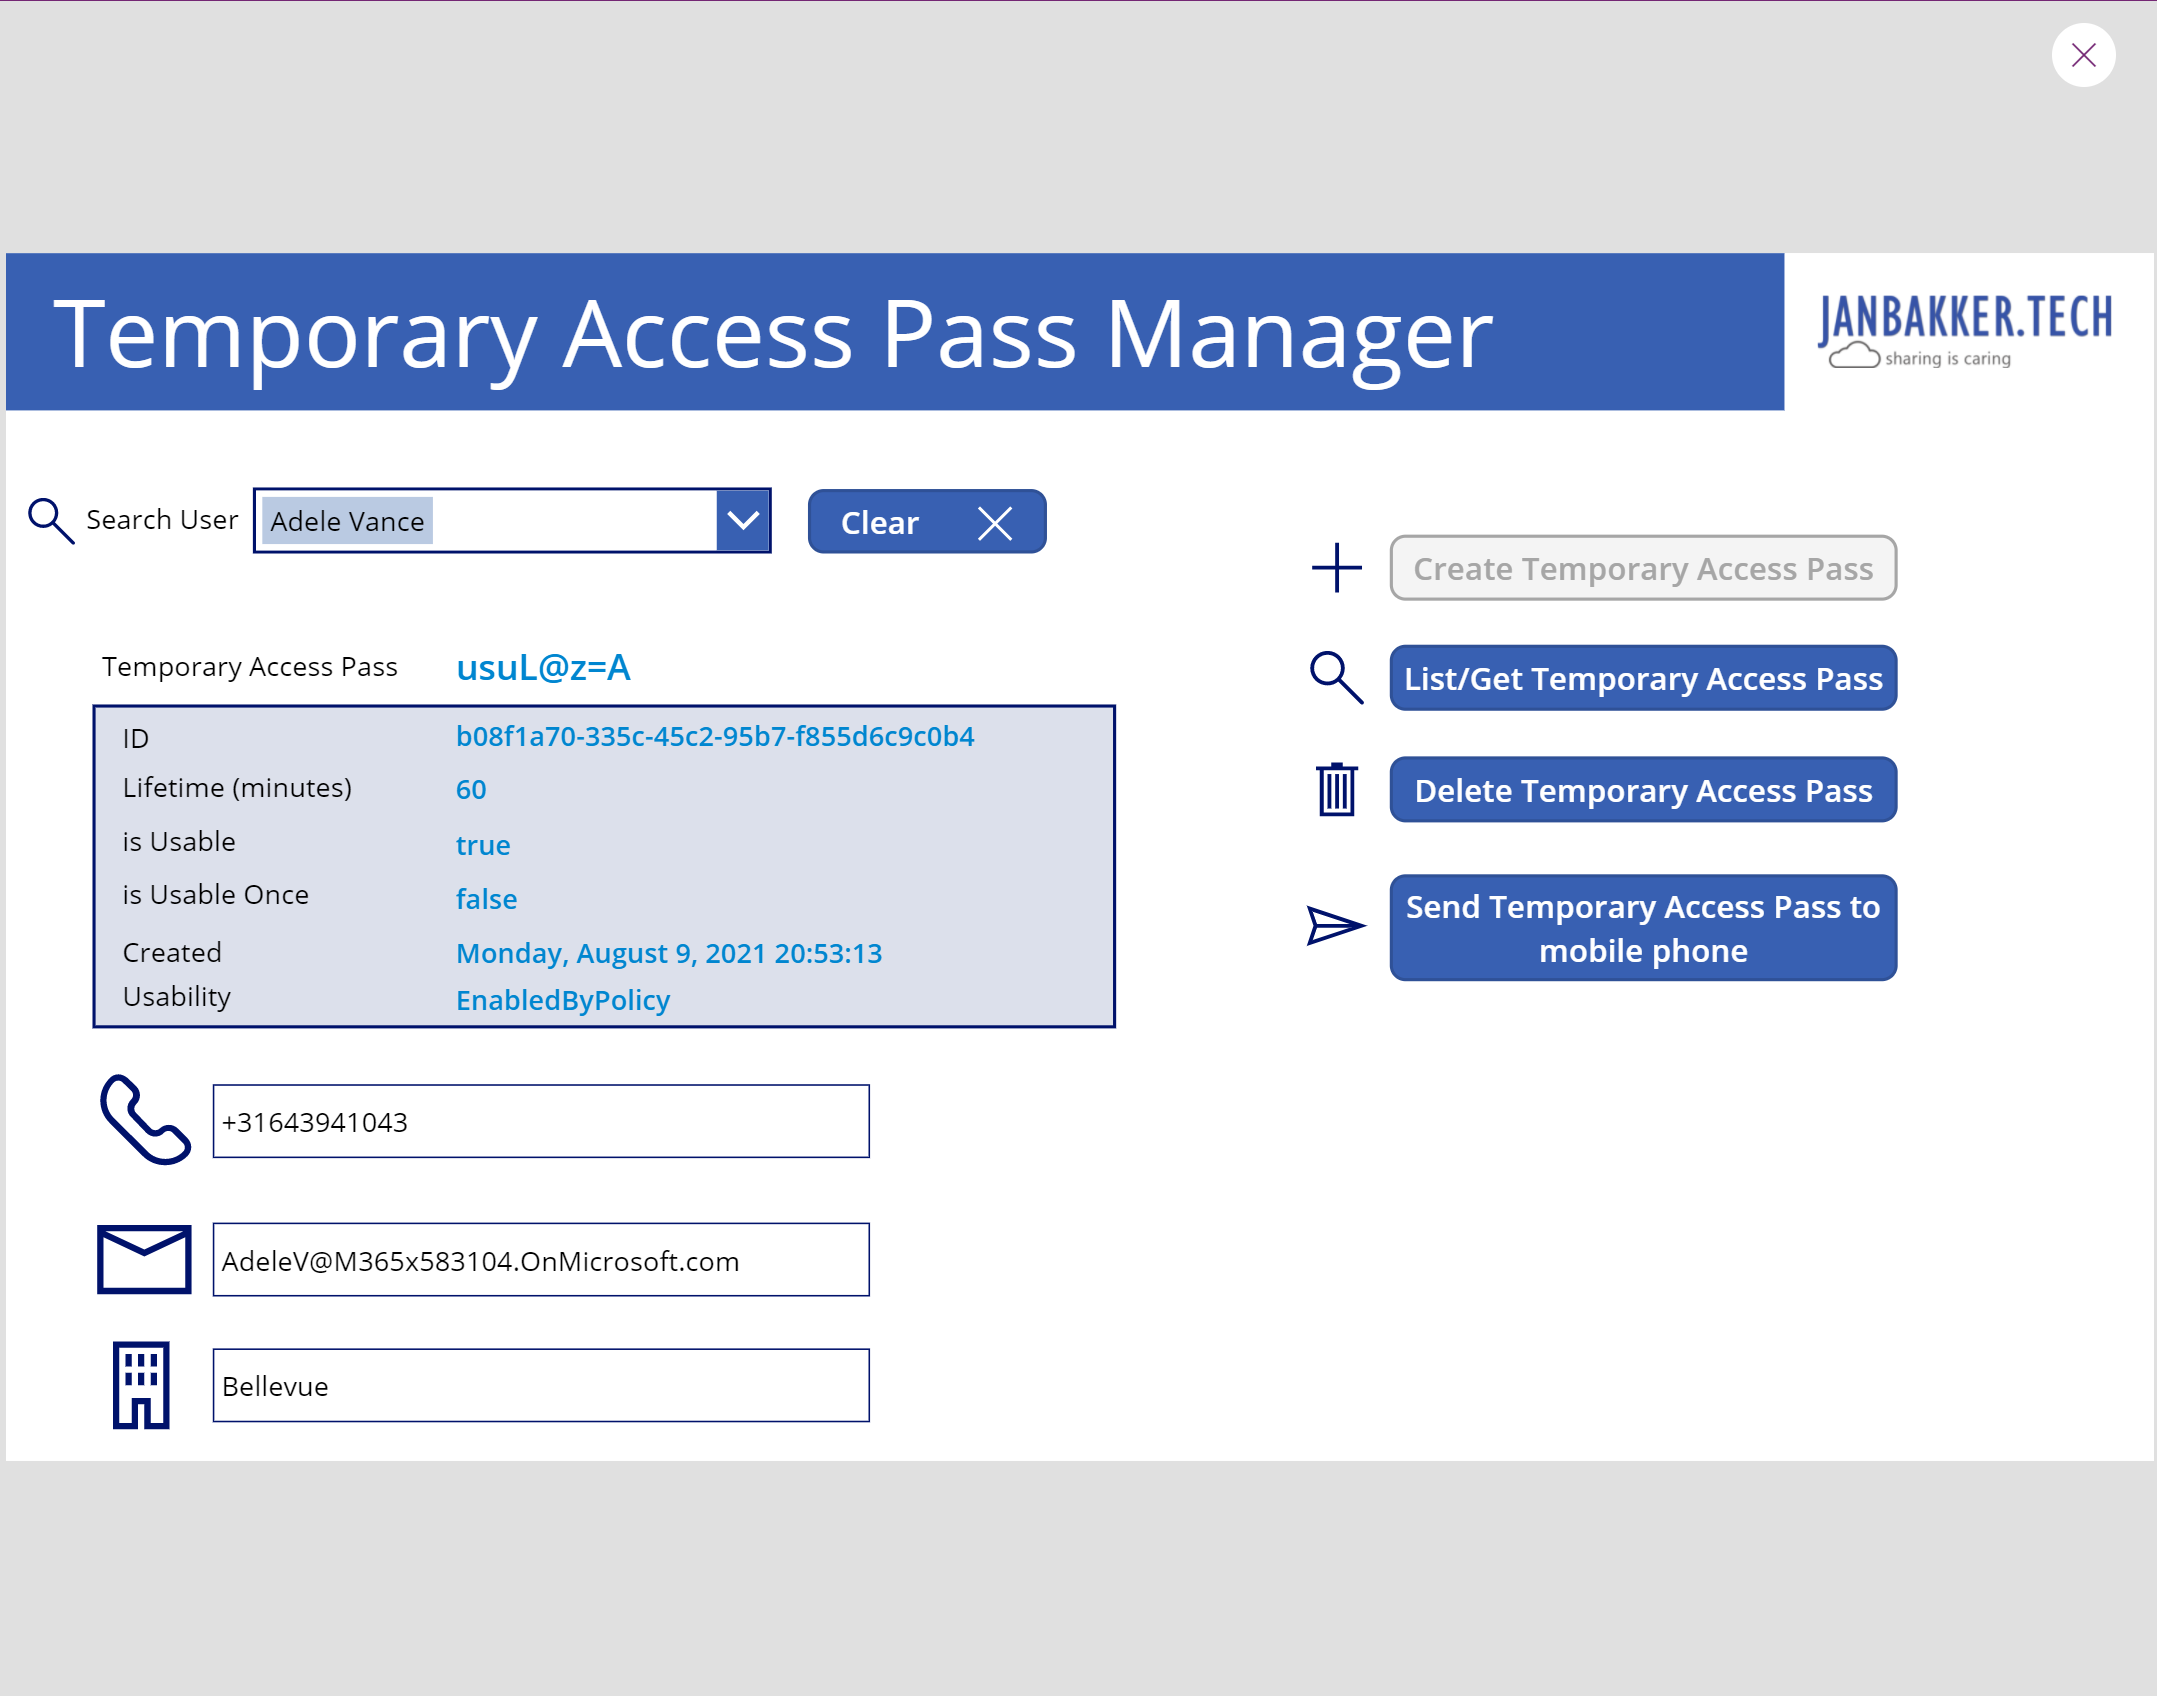 Temporary Access Pass Manager
JANBAKKER.TECH
sharing is caring
Search User
Adele Vance
Clear
Create Temporary Access Pass
List/Get Temporary Access Pass
Delete Temporary Access Pass
Send Temporary Access Pass to
mobile phone
Temporary Access Pass usuL@z=A
ID b08f1a70-335c-45c2-95b7-f855d6c9c0b4
Lifetime (minutes) 60
is Usable true
is Usable Once false
Created Monday, August 9, 2021 20:53:13
Usability EnabledByPolicy
+31643941043
AdeleV@M365x583104.OnMicrosoft.com
Bellevue